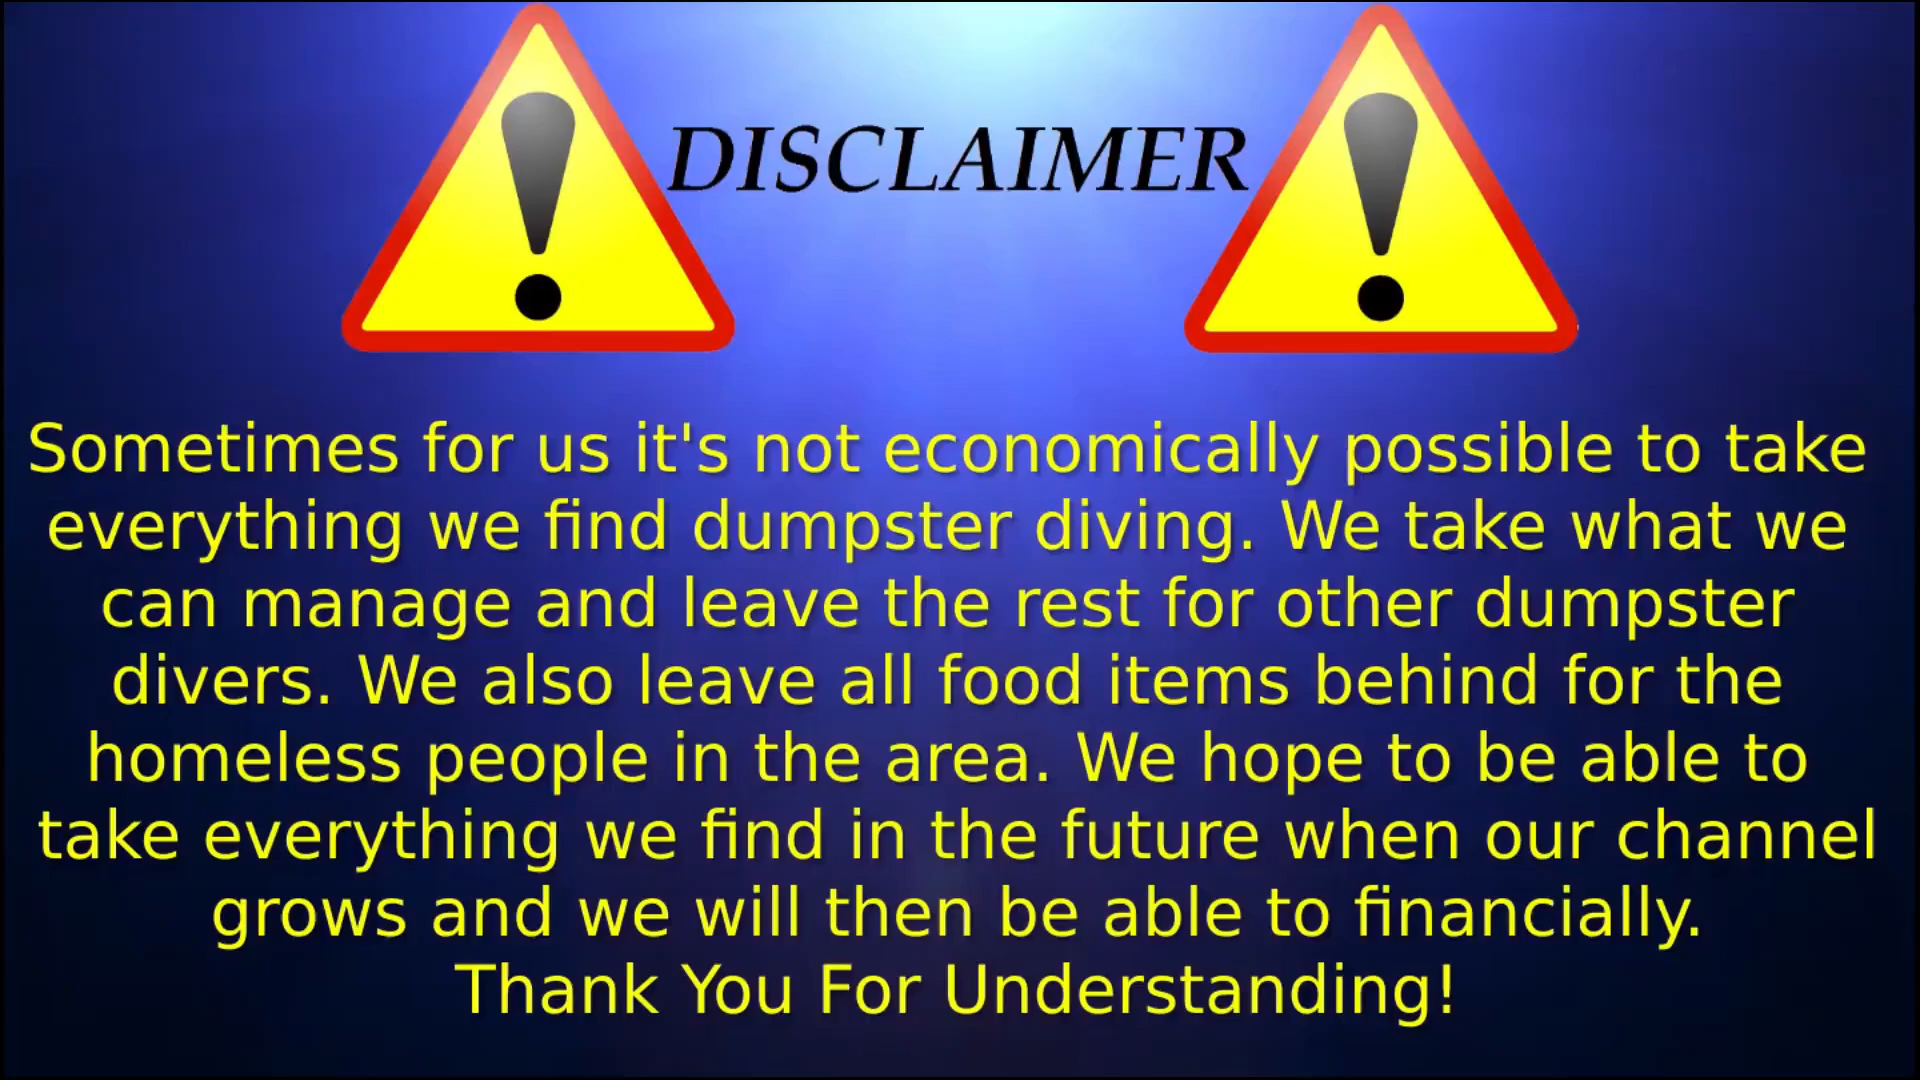 DISCLAIMER
Sometimes for us it's not economically possible to take
everything we find dumpster diving. We take what we
can manage and leave the rest for other dumpster
divers. We also leave all food items behind for the
homeless people in the area. We hope to be able to
take everything we find in the future when our channel
grows and we will then be able to financially.
Thank You For Understanding!